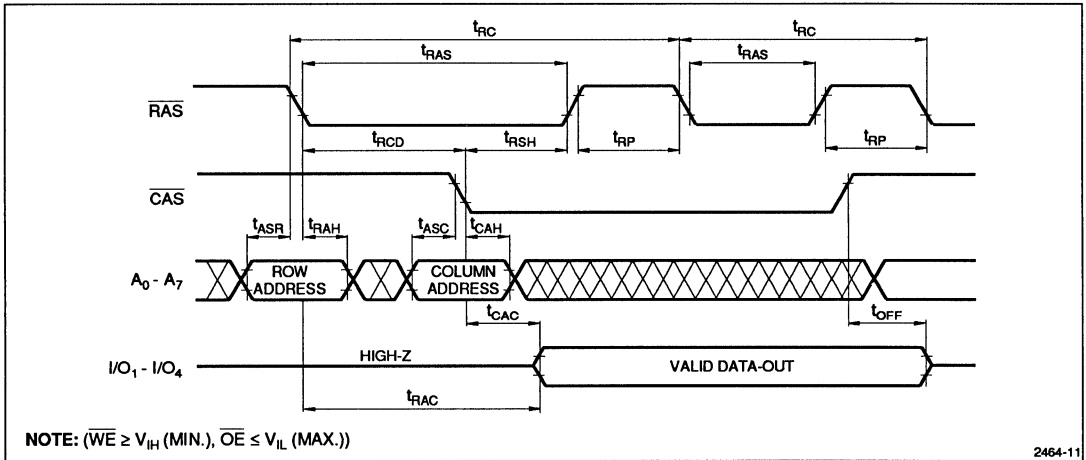 tRC tRC
tRAS tRAS
RAS
tRCD tRSH tRP tRP
CAS
tASR tRAH tASC tCAH
A0 - A7 ROW ADDRESS COLUMN ADDRESS
tCAC tOFF
I/O1 - I/O4 HIGH-Z VALID DATA-OUT
tRAC
NOTE: (WE ≥ VIH (MIN.), OE ≤ VIL (MAX.))
2464-11